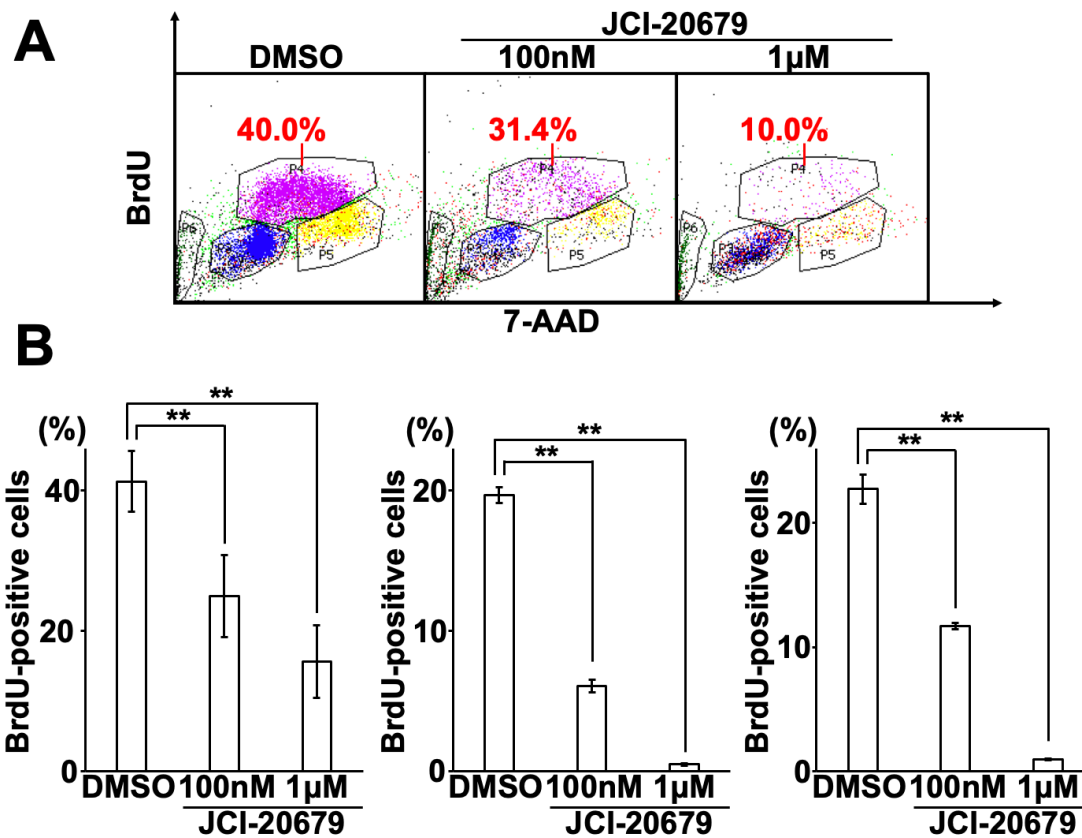 A
JCI-20679
DMSO 100nM 1µM
BrdU
40.0% 31.4% 10.0%
P4 P4 P4
P6 P6 P6
P5 P5 P5
7-AAD
B
** ** **
** ** **
(%) (%) (%)
BrdU-positive cells BrdU-positive cells BrdU-positive cells
40 20 20
20 10 10
0 0 0
DMSO 100nM 1µM DMSO 100nM 1µM DMSO 100nM 1µM
JCI-20679 JCI-20679 JCI-20679